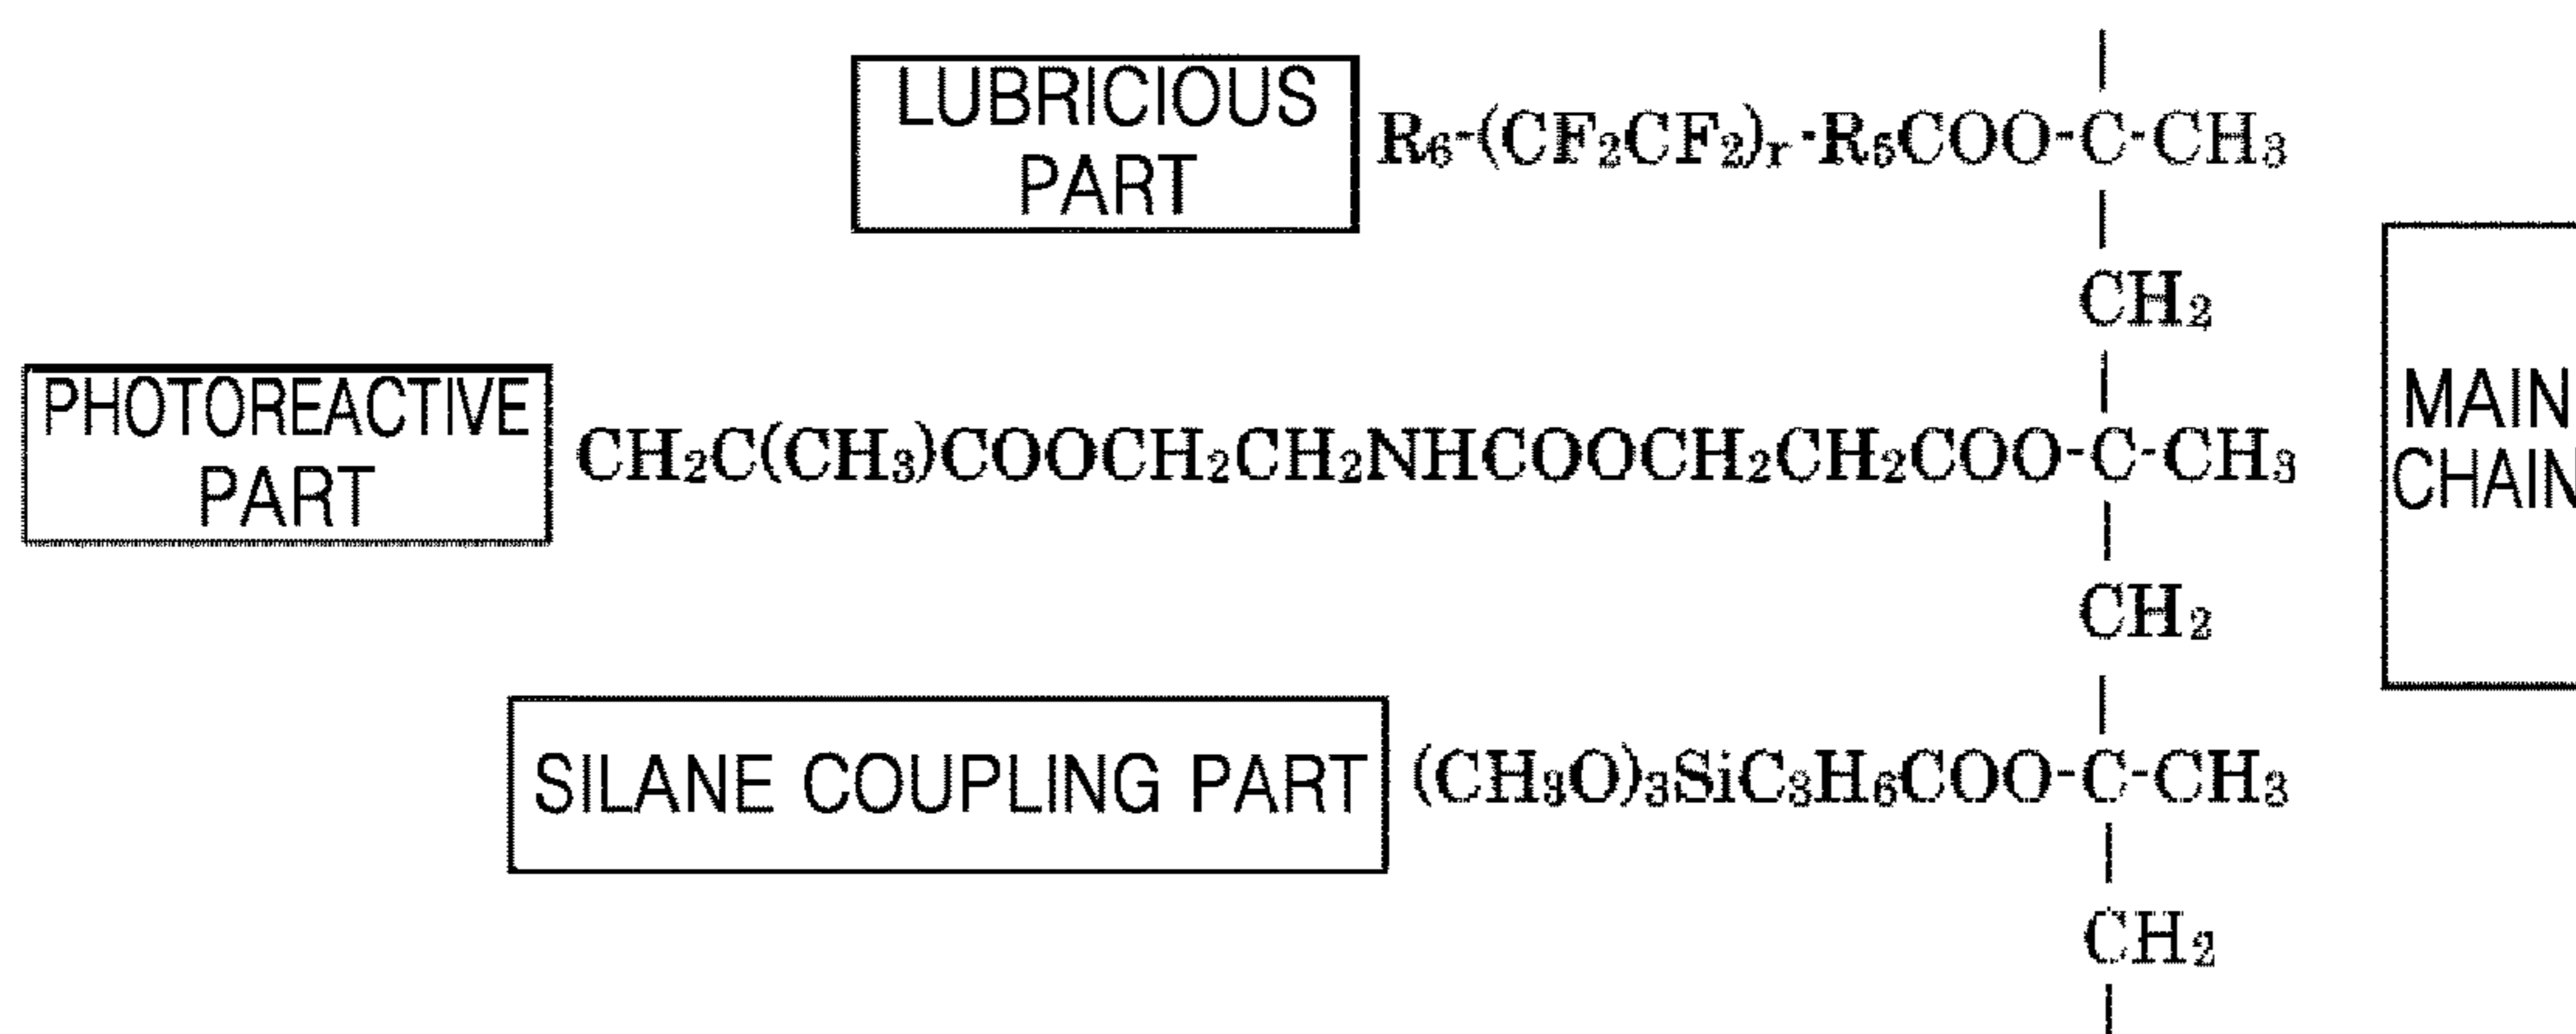 LUBRICIOUS
PART
R₆-(CF₂CF₂)ᵣ-R₅COO-C-CH₃
CH₂
PHOTOREACTIVE
PART
CH₂C(CH₃)COOCH₂CH₂NHCOOCH₂CH₂COO-C-CH₃
MAIN
CHAIN
CH₂
SILANE COUPLING PART
(CH₃O)₃SiC₃H₆COO-C-CH₃
CH₂